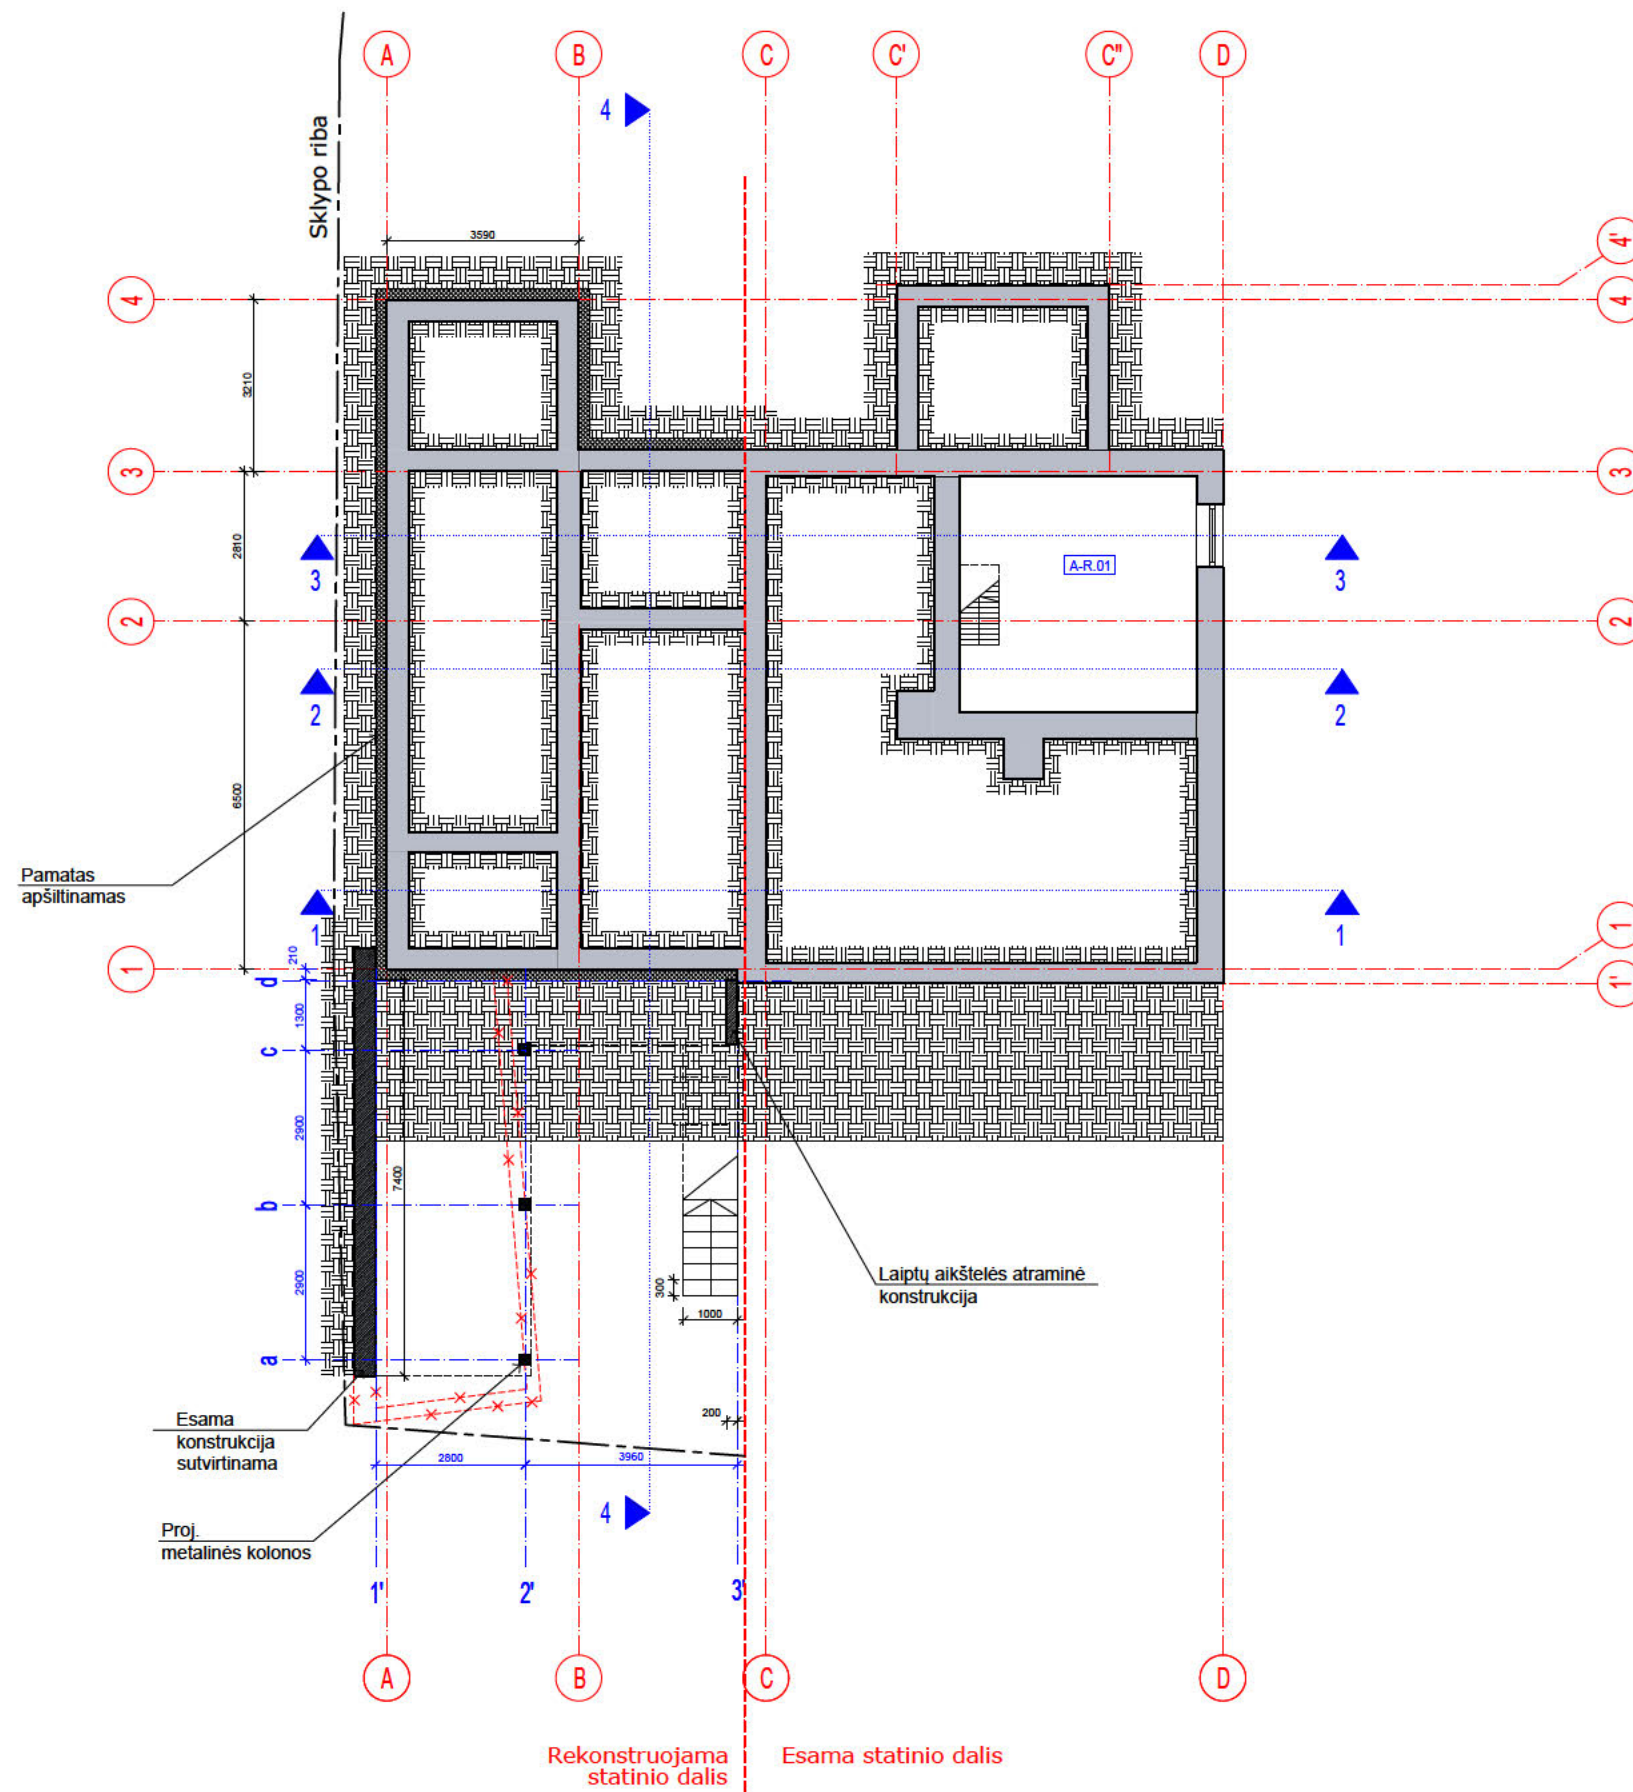 A
B
C
C'
C"
D
4
Sklypo riba
3590
4'
4
4
3210
3
3
2810
A-R.01
3
3
2
2
2
2
6500
Pamatas
apšiltinamas
1
1
1
210
1
1'
d
1300
c
2900
7400
b
2900
300
1000
Laiptų aikštelės atraminė
konstrukcija
a
200
Esama
konstrukcija
sutvirtinama
2800
3960
4
Proj.
metalinės kolonos
1'
2'
3'
A
B
C
D
Rekonstruojama
statinio dalis
Esama statinio dalis